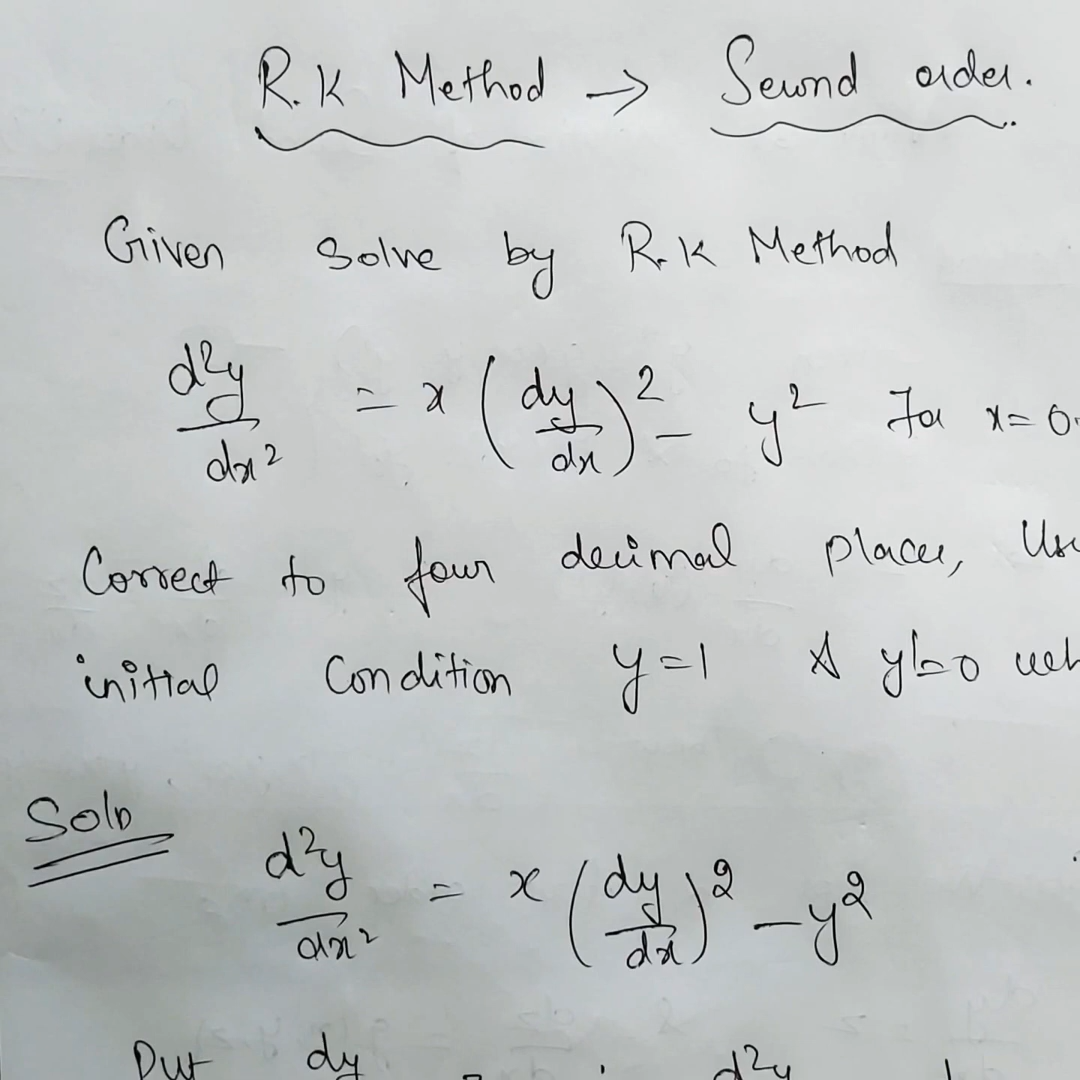 R.K Method → Second order.
Given Solve by R.K Method
d²y/dx² = x (dy/dx)² - y² For x=0.
Correct to four decimal places, Use
initial Condition y=1 & y'=0
Soln
d²y/dx² = x (dy/dx)² - y²
Put dy d²y